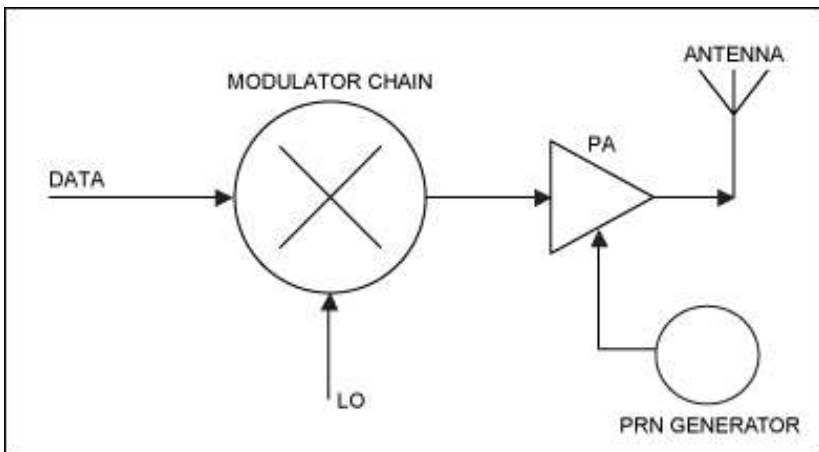 ANTENNA
MODULATOR CHAIN
PA
DATA
LO
PRN GENERATOR